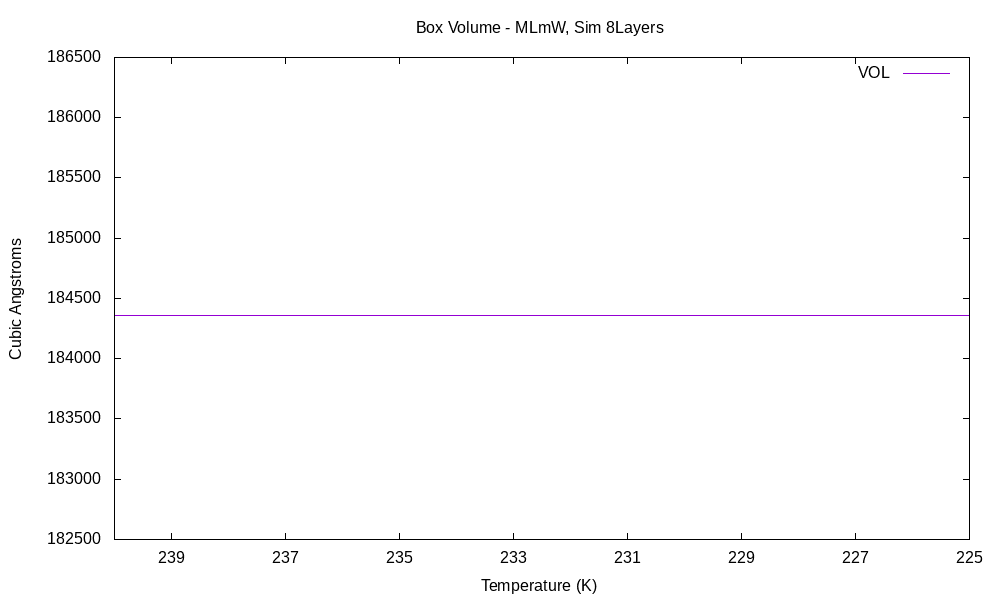 Box Volume - MLmW, Sim 8Layers
VOL
186500
186000
185500
185000
184500
184000
183500
183000
182500
Cubic Angstroms
239 237 235 233 231 229 227 225
Temperature (K)